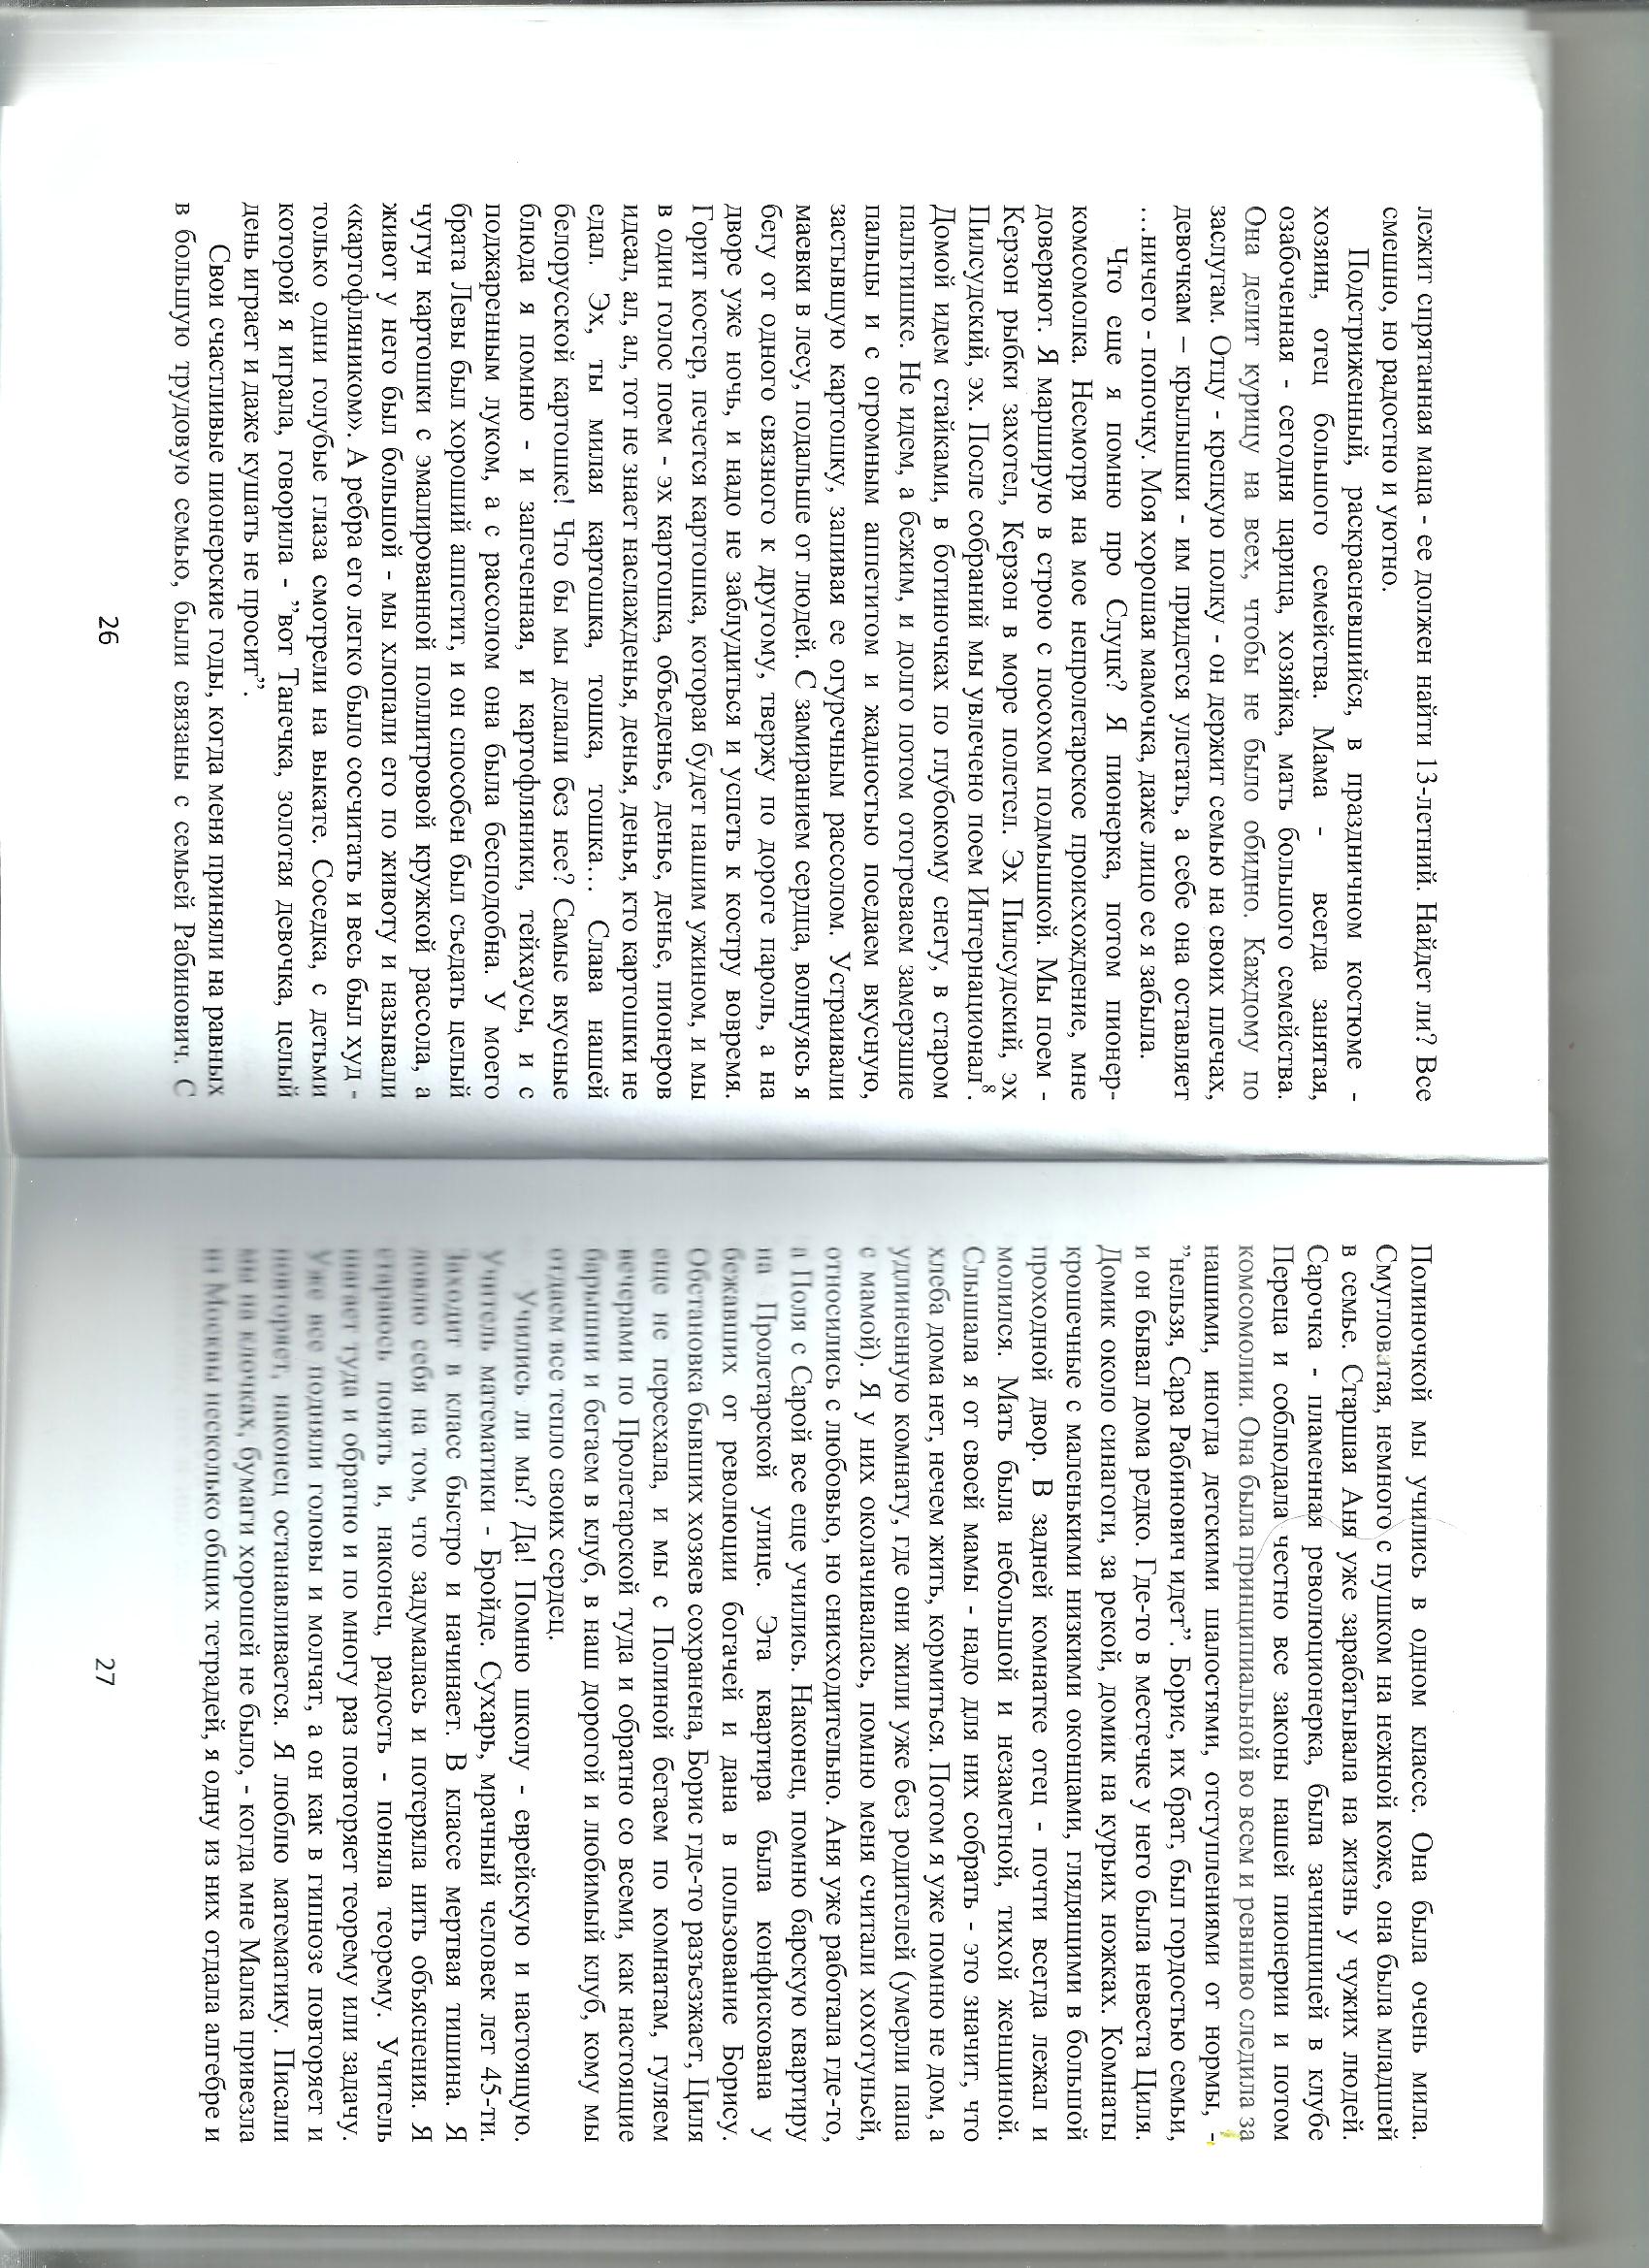 лежит спрятанная маца - ее должен найти 13-летний. Найдет ли? Все
смешно, но радостно и уютно.
Подстриженный, раскрасневшийся, в праздничном костюме -
хозяин, отец большого семейства. Мама - всегда занятая,
озабоченная - сегодня царица, хозяйка, мать большого семейства.
Она делит курицу на всех, чтобы не было обидно. Каждому по
заслугам. Отцу - крепкую полку - он держит семью на своих плечах,
девочкам – крылышки - им придется улетать, а себе она оставляет
…ничего - попочку. Моя хорошая мамочка, даже лицо ее я забыла.
Что еще я помню про Слуцк? Я пионерка, потом пионер-
комсомолка. Несмотря на мое непролетарское происхождение, мне
доверяют. Я марширую в строю с посохом подмышкой. Мы поем -
Керзон рыбки захотел, Керзон в море полетел. Эх Пилсудский, эх
Пилсудский, эх. После собраний мы увлечено поем Интернационал⁸.
Домой идем стайками, в ботиночках по глубокому снегу, в старом
пальтишке. Не идем, а бежим, и долго потом отогреваем замерзшие
пальцы и с огромным аппетитом и жадностью поедаем вкусную,
застывшую картошку, запивая ее огуречным рассолом. Устраивали
маевки в лесу, подальше от людей. С замиранием сердца, волнуясь я
бегу от одного связного к другому, твержу по дороге пароль, а на
дворе уже ночь, и надо не заблудиться и успеть к костру вовремя.
Горит костер, печется картошка, которая будет нашим ужином, и мы
в один голос поем - эх картошка, объеденье, денье, денье, пионеров
идеал, ал, ал, тот не знает наслажденья, денья, денья, кто картошки не
едал. Эх, ты милая картошка, тошка, тошка… Слава нашей
белорусской картошке! Что бы мы делали без нее? Самые вкусные
блюда я помню - и запеченная, и картофляники, тейхаусы, и с
поджаренным луком, а с рассолом она была бесподобна. У моего
брата Левы был хороший аппетит, и он способен был съедать целый
чугун картошки с эмалированной поллитровой кружкой рассола, а
живот у него был большой - мы хлопали его по животу и называли
«картофляником». А ребра его легко было сосчитать и весь был худ -
только одни голубые глаза смотрели на выкате. Соседка, с детьми
которой я играла, говорила - ”вот Танечка, золотая девочка, целый
день играет и даже кушать не просит”.
Свои счастливые пионерские годы, когда меня приняли на равных
в большую трудовую семью, были связаны с семьей Рабинович. С
26
Полиночкой мы учились в одном классе. Она была очень мила.
Смугловатая, немного с пушком на нежной коже, она была младшей
в семье. Старшая Аня уже зарабатывала на жизнь у чужих людей.
Сарочка - пламенная революционерка, была зачинщицей в клубе
Переца и соблюдала честно все законы нашей пионерии и потом
комсомолии. Она была принципиальной во всем и ревниво следила за
нашими, иногда детскими шалостями, отступлениями от нормы, -
”нельзя, Сара Рабинович идет”. Борис, их брат, был гордостью семьи,
и он бывал дома редко. Где-то в местечке у него была невеста Циля.
Домик около синагоги, за рекой, домик на курьих ножках. Комнаты
крошечные с маленькими низкими оконцами, глядящими в большой
проходной двор. В задней комнатке отец - почти всегда лежал и
молился. Мать была небольшой и незаметной, тихой женщиной.
Слышала я от своей мамы - надо для них собрать - это значит, что
хлеба дома нет, нечем жить, кормиться. Потом я уже помню не дом, а
удлиненную комнату, где они жили уже без родителей (умерли папа
с мамой). Я у них околачивалась, помню меня считали хохотуньей,
относились с любовью, но снисходительно. Аня уже работала где-то,
а Поля с Сарой все еще учились. Наконец, помню барскую квартиру
на Пролетарской улице. Эта квартира была конфискована у
бежавших от революции богачей и дана в пользование Борису.
Обстановка бывших хозяев сохранена, Борис где-то разъезжает, Циля
еще не переехала, и мы с Полиной бегаем по комнатам, гуляем
вечерами по Пролетарской туда и обратно со всеми, как настоящие
барышни и бегаем в клуб, в наш дорогой и любимый клуб, кому мы
отдаем все тепло своих сердец.
Учились ли мы? Да! Помню школу - еврейскую и настоящую.
Учитель математики - Бройде. Сухарь, мрачный человек лет 45-ти.
Заходит в класс быстро и начинает. В классе мертвая тишина. Я
ловлю себя на том, что задумалась и потеряла нить объяснения. Я
стараюсь понять и, наконец, радость - поняла теорему. Учитель
шагает туда и обратно и по многу раз повторяет теорему или задачу.
Уже все подняли головы и молчат, а он как в гипнозе повторяет и
повторяет, наконец останавливается. Я люблю математику. Писали
мы на клочках, бумаги хорошей не было, - когда мне Малка привезла
из Москвы несколько общих тетрадей, я одну из них отдала алгебре и
27